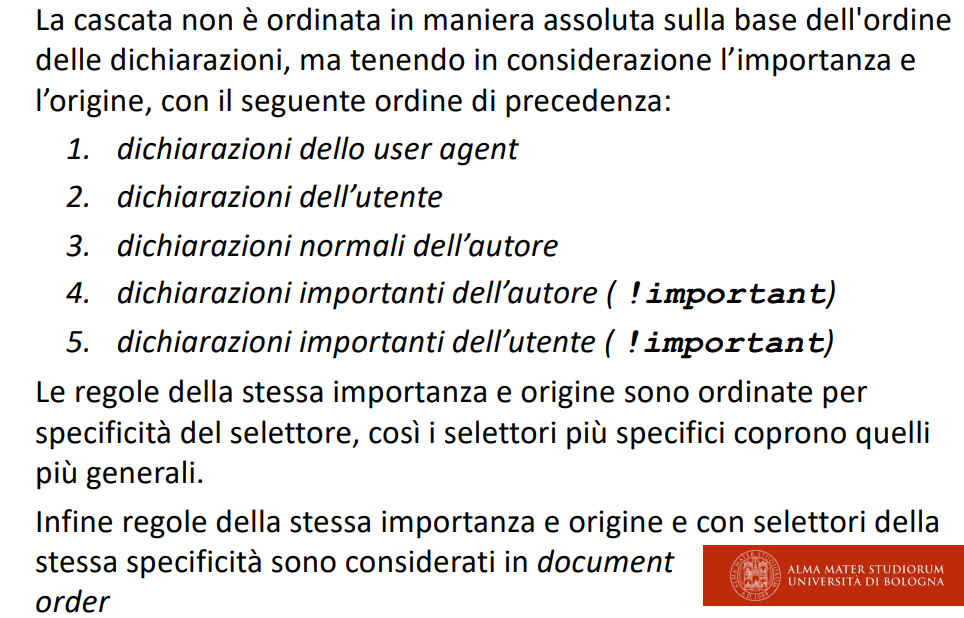 La cascata non è ordinata in maniera assoluta sulla base dell'ordine
delle dichiarazioni, ma tenendo in considerazione l’importanza e
l’origine, con il seguente ordine di precedenza:
1. dichiarazioni dello user agent
2. dichiarazioni dell’utente
3. dichiarazioni normali dell’autore
4. dichiarazioni importanti dell’autore ( !important)
5. dichiarazioni importanti dell’utente ( !important)
Le regole della stessa importanza e origine sono ordinate per
specificità del selettore, così i selettori più specifici coprono quelli
più generali.
Infine regole della stessa importanza e origine e con selettori della
stessa specificità sono considerati in document
order
ALMA MATER STUDIORUM
UNIVERSITÀ DI BOLOGNA